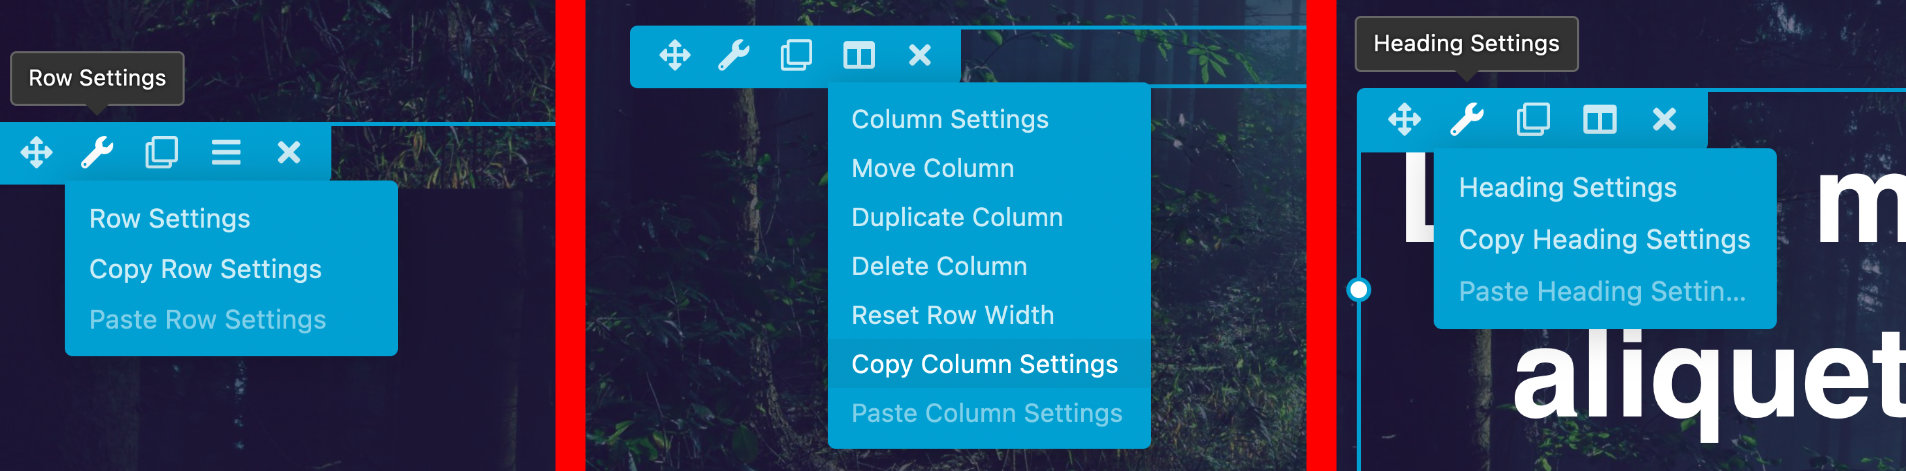 Row Settings
Row Settings
Copy Row Settings
Paste Row Settings
Column Settings
Move Column
Duplicate Column
Delete Column
Reset Row Width
Copy Column Settings
Paste Column Settings
Heading Settings
Heading Settings
Copy Heading Settings
Paste Heading Settin...
aliquet